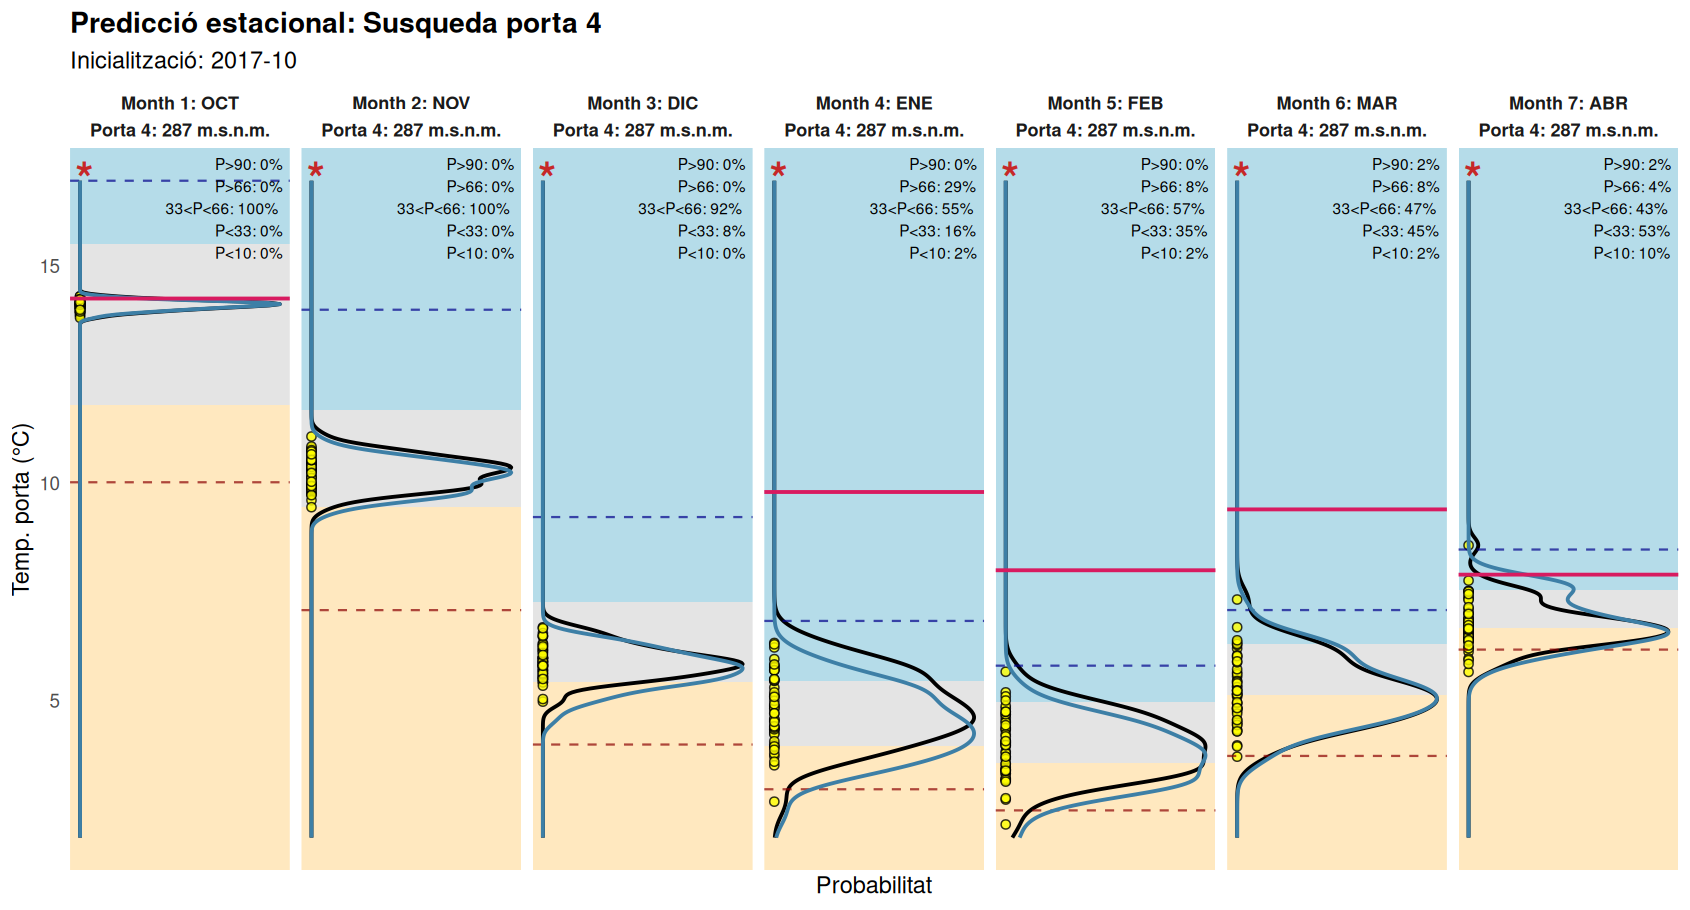 Predicció estacional: Susqueda porta 4
Inicialització: 2017-10
Month 1: OCT
Porta 4: 287 m.s.n.m.
Month 2: NOV
Porta 4: 287 m.s.n.m.
Month 3: DIC
Porta 4: 287 m.s.n.m.
Month 4: ENE
Porta 4: 287 m.s.n.m.
Month 5: FEB
Porta 4: 287 m.s.n.m.
Month 6: MAR
Porta 4: 287 m.s.n.m.
Month 7: ABR
Porta 4: 287 m.s.n.m.
*
P>90: 0%
P>66: 0%
33<P<66: 100%
P<33: 0%
P<10: 0%
*
P>90: 0%
P>66: 0%
33<P<66: 100%
P<33: 0%
P<10: 0%
*
P>90: 0%
P>66: 0%
33<P<66: 92%
P<33: 8%
P<10: 0%
*
P>90: 0%
P>66: 29%
33<P<66: 55%
P<33: 16%
P<10: 2%
*
P>90: 0%
P>66: 8%
33<P<66: 57%
P<33: 35%
P<10: 2%
*
P>90: 2%
P>66: 8%
33<P<66: 47%
P<33: 45%
P<10: 2%
*
P>90: 2%
P>66: 4%
33<P<66: 43%
P<33: 53%
P<10: 10%
15
10
5
Temp. porta (°C)
Probabilitat